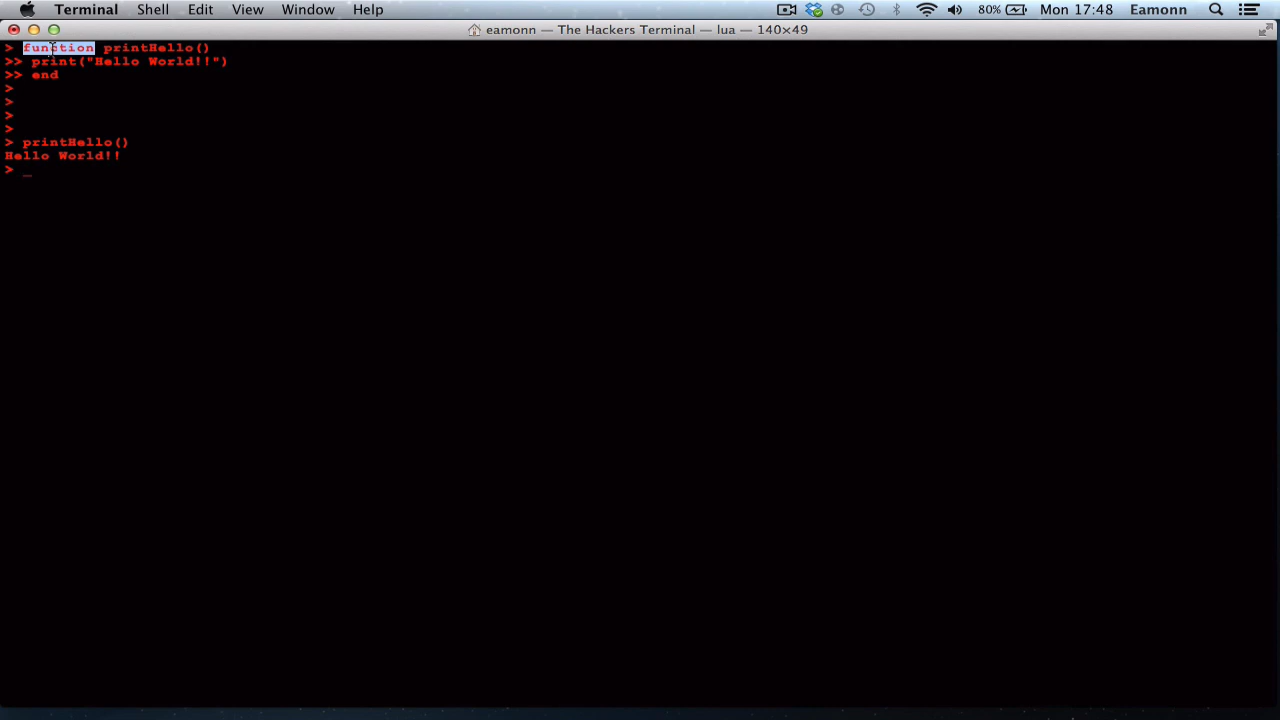 Terminal Shell Edit View Window Help 80% Mon 17:48 Eamonn
eamonn — The Hackers Terminal — lua — 140×49
> function printHello()
>> print("Hello World!!")
>> end
>
>
>
>
> printHello()
Hello World!!
> _